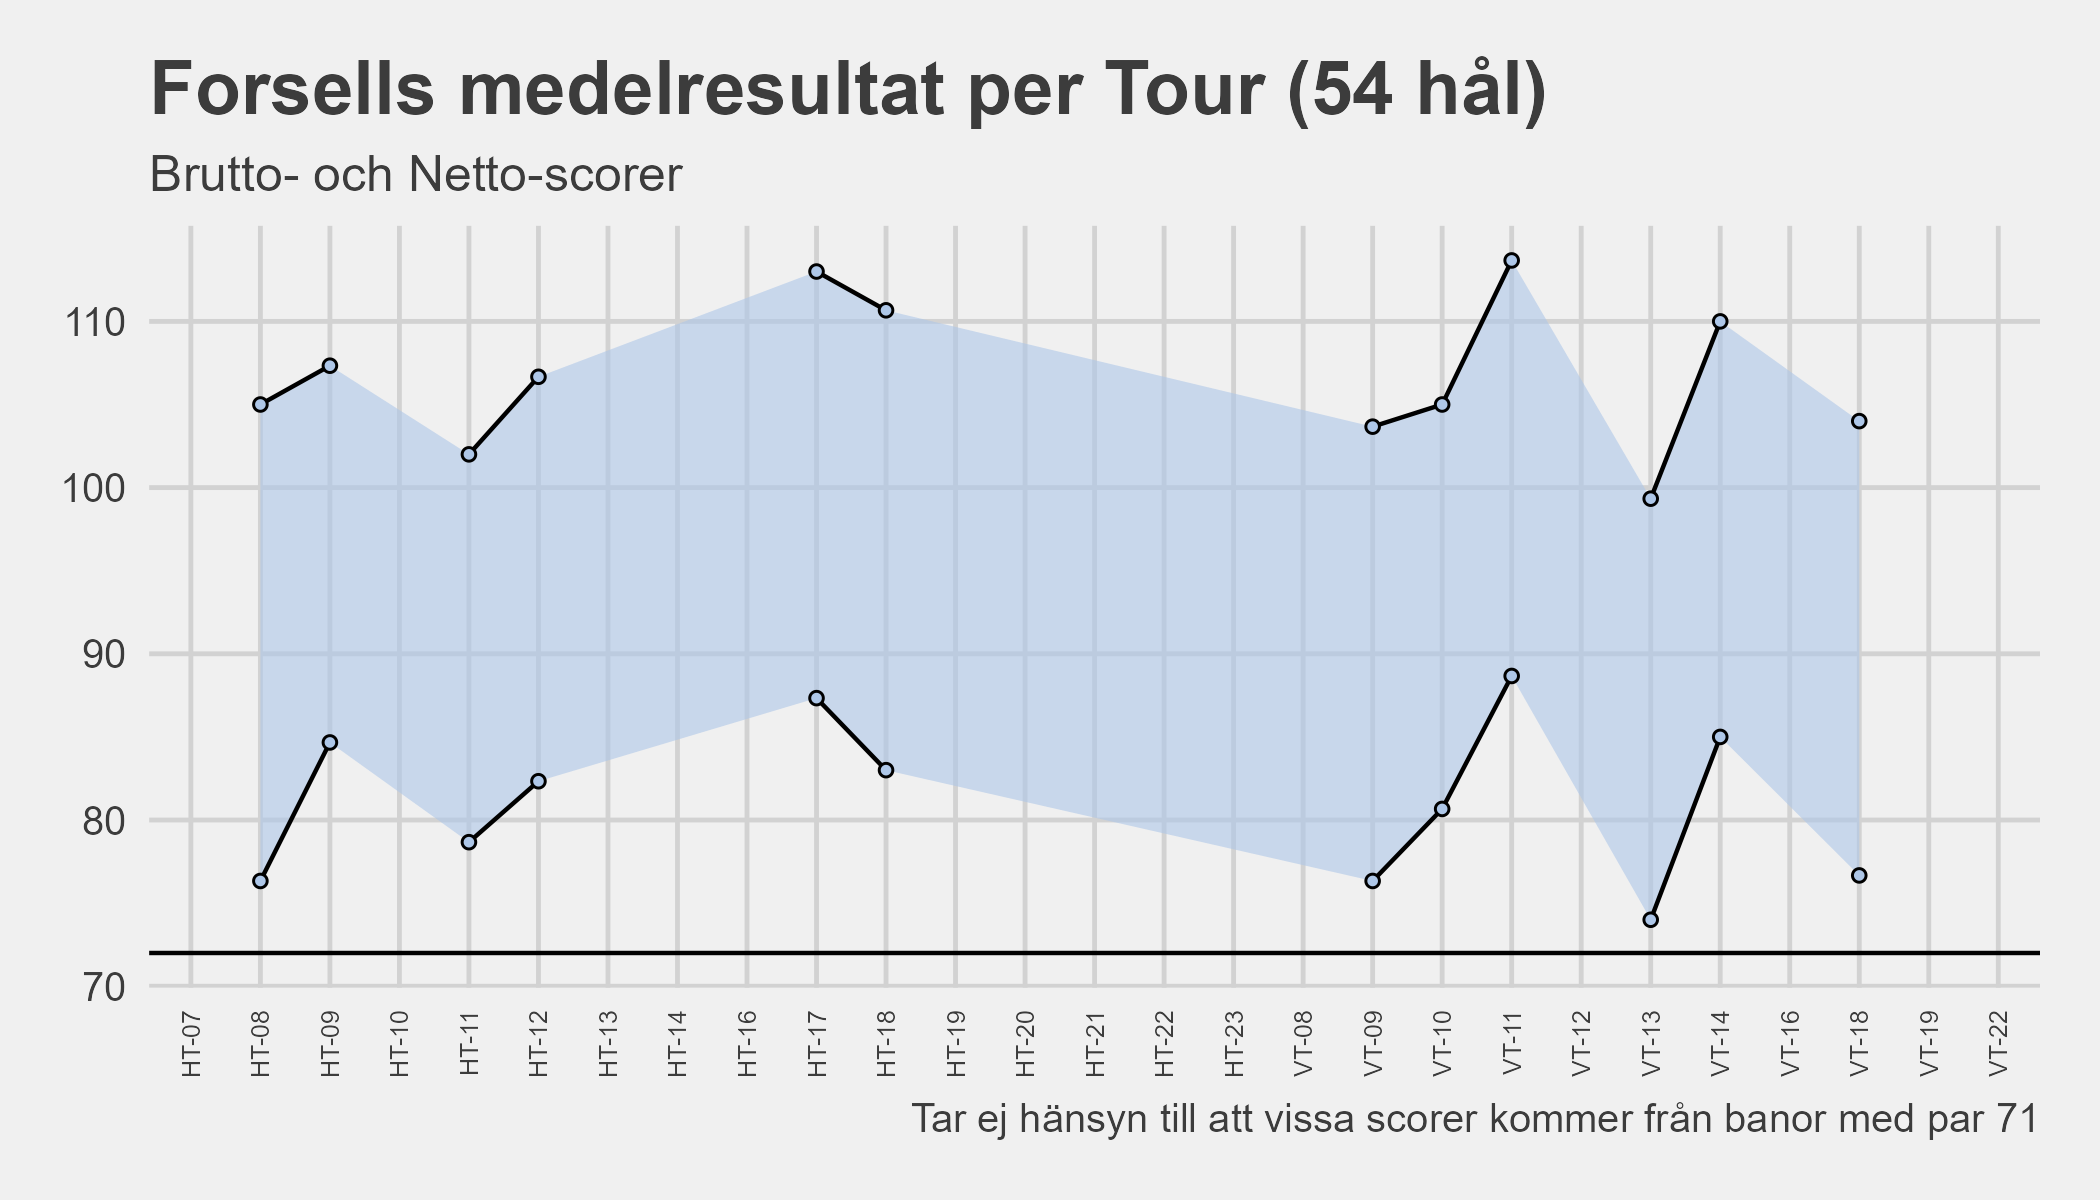 Forsells medelresultat per Tour (54 hål)
Brutto- och Netto-scorer
110
100
90
80
70
HT-07
HT-08
HT-09
HT-10
HT-11
HT-12
HT-13
HT-14
HT-16
HT-17
HT-18
HT-19
HT-20
HT-21
HT-22
HT-23
VT-08
VT-09
VT-10
VT-11
VT-12
VT-13
VT-14
VT-16
VT-18
VT-19
VT-22
Tar ej hänsyn till att vissa scorer kommer från banor med par 71